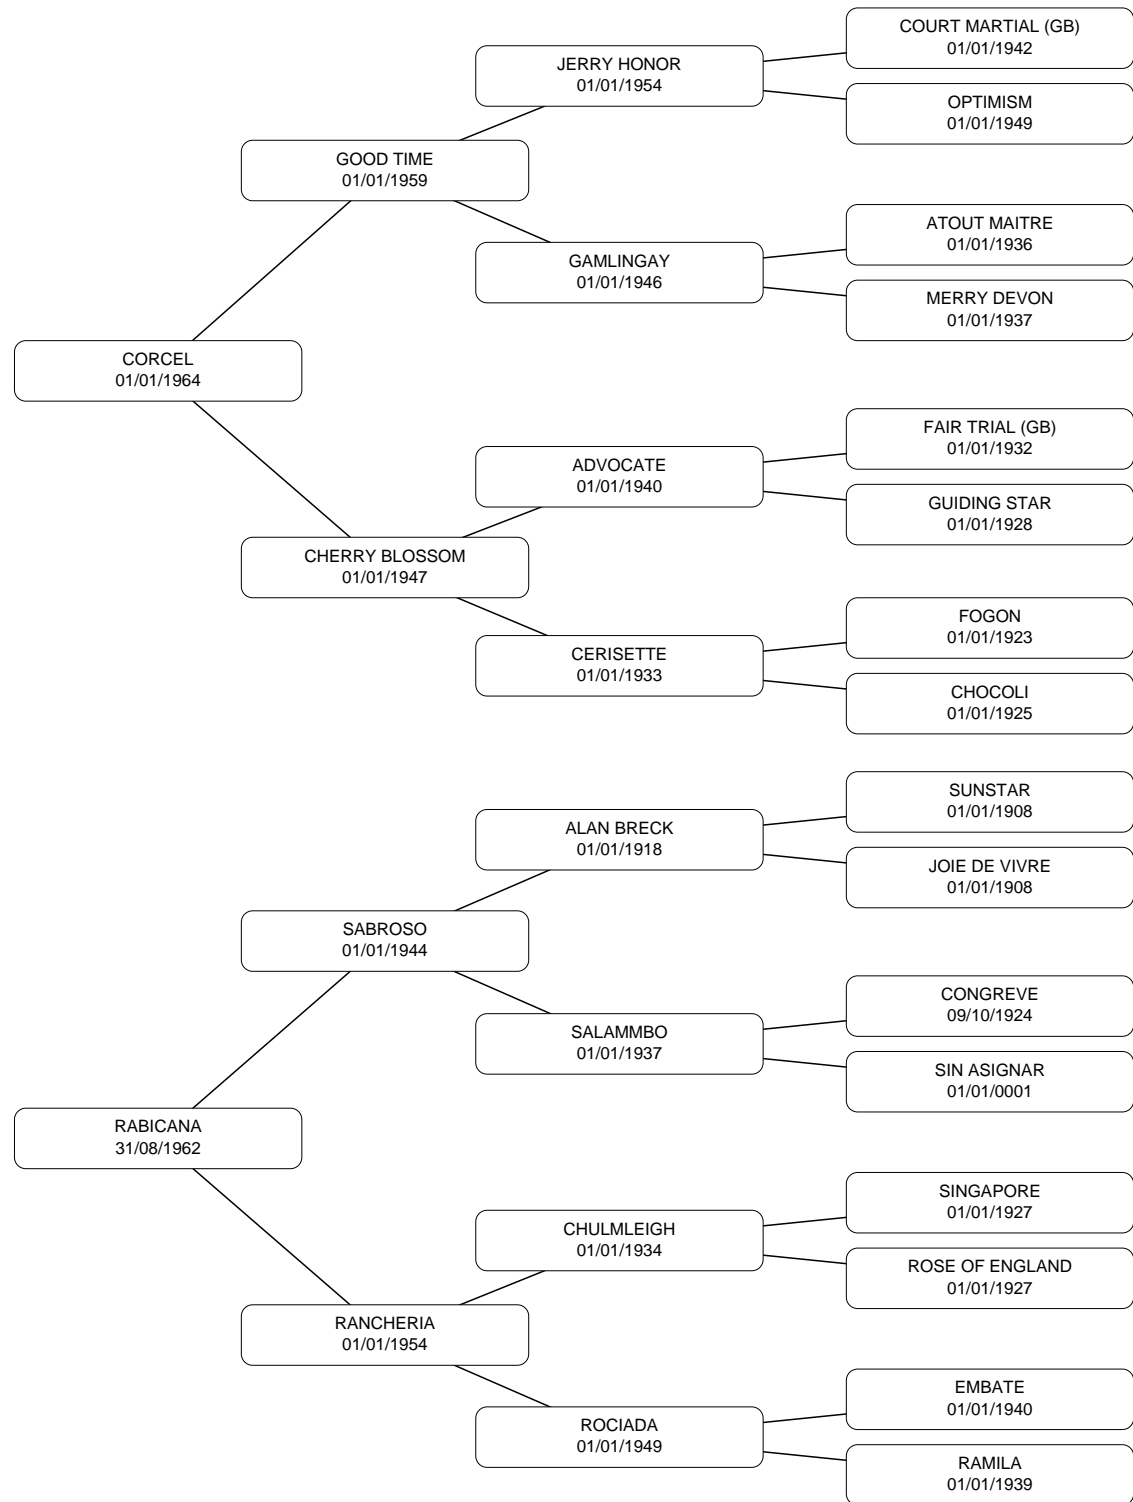 COURT MARTIAL (GB)
01/01/1942
JERRY HONOR
01/01/1954
OPTIMISM
01/01/1949
GOOD TIME
01/01/1959
ATOUT MAITRE
01/01/1936
GAMLINGAY
01/01/1946
MERRY DEVON
01/01/1937
CORCEL
01/01/1964
FAIR TRIAL (GB)
01/01/1932
ADVOCATE
01/01/1940
GUIDING STAR
01/01/1928
CHERRY BLOSSOM
01/01/1947
FOGON
01/01/1923
CERISETTE
01/01/1933
CHOCOLI
01/01/1925
SUNSTAR
01/01/1908
ALAN BRECK
01/01/1918
JOIE DE VIVRE
01/01/1908
SABROSO
01/01/1944
CONGREVE
09/10/1924
SALAMMBO
01/01/1937
SIN ASIGNAR
01/01/0001
RABICANA
31/08/1962
SINGAPORE
01/01/1927
CHULMLEIGH
01/01/1934
ROSE OF ENGLAND
01/01/1927
RANCHERIA
01/01/1954
EMBATE
01/01/1940
ROCIADA
01/01/1949
RAMILA
01/01/1939